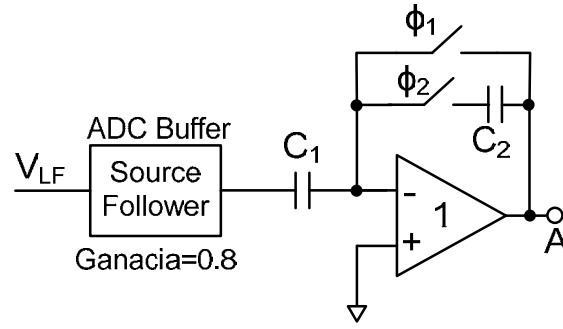 ϕ1
ϕ2
ADC Buffer
C1
C2
VLF
Source
Follower
-
1
+
A
Ganacia=0.8